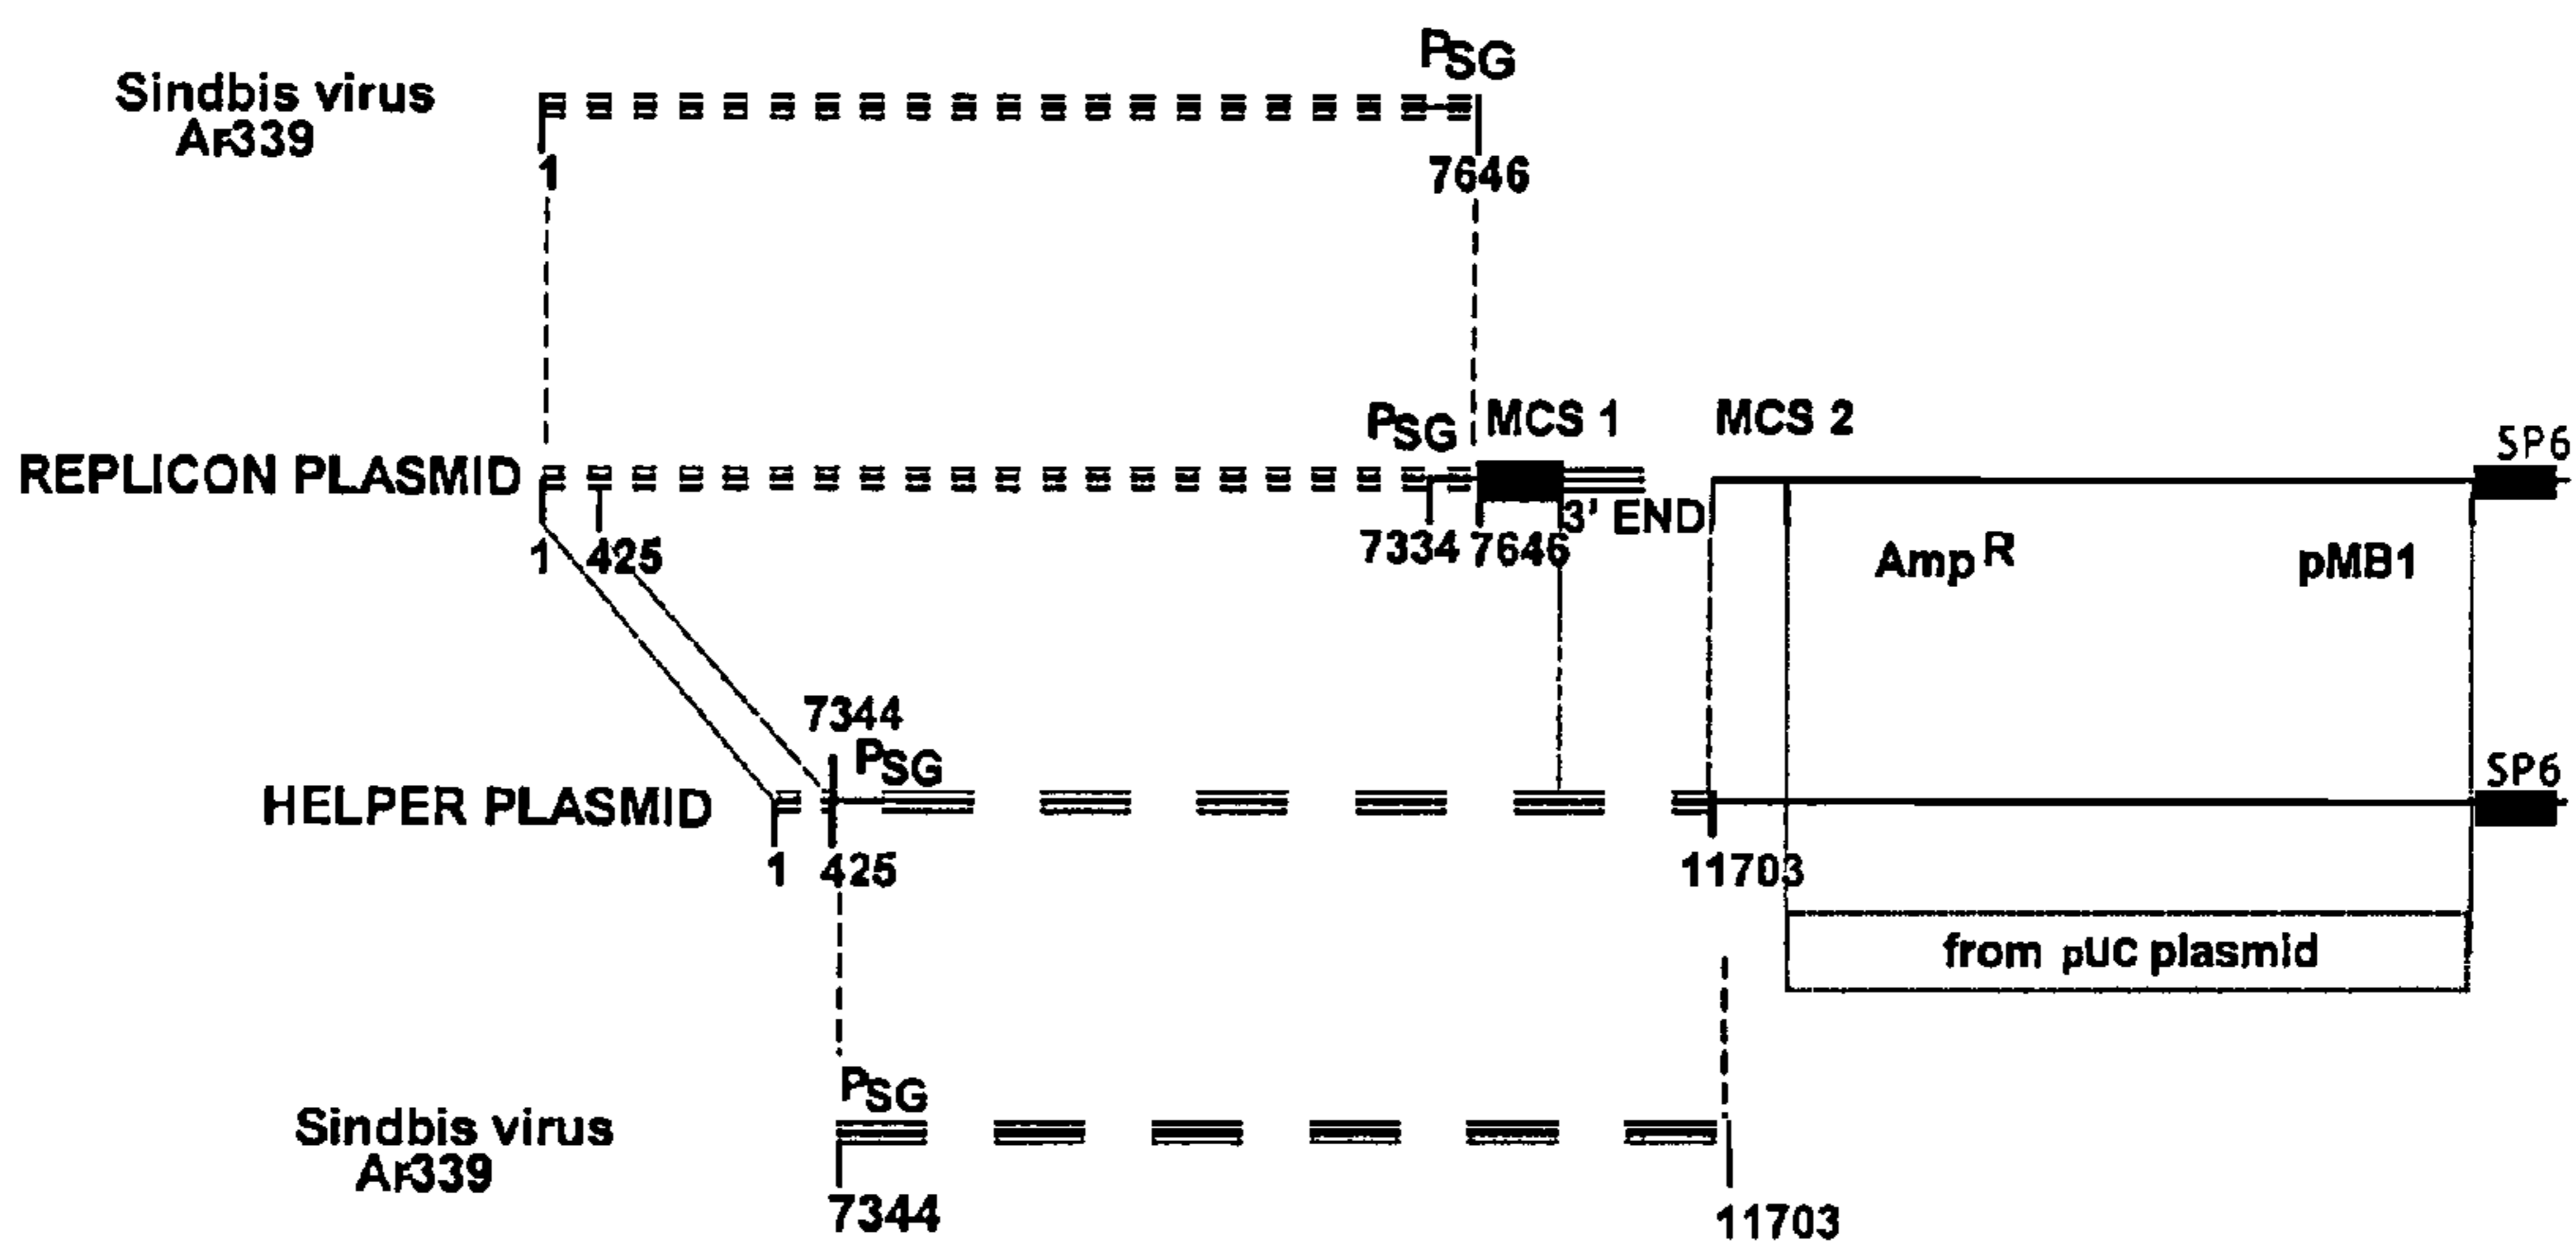 PSG
Sindbis virus
Ar339
1
7646
PSG MCS 1 MCS 2
SP6
REPLICON PLASMID
3' END
1 425 7334 7646
AmpR pMB1
7344
PSG
SP6
HELPER PLASMID
1 425 11703
from pUC plasmid
PSG
Sindbis virus
Ar339
7344 11703